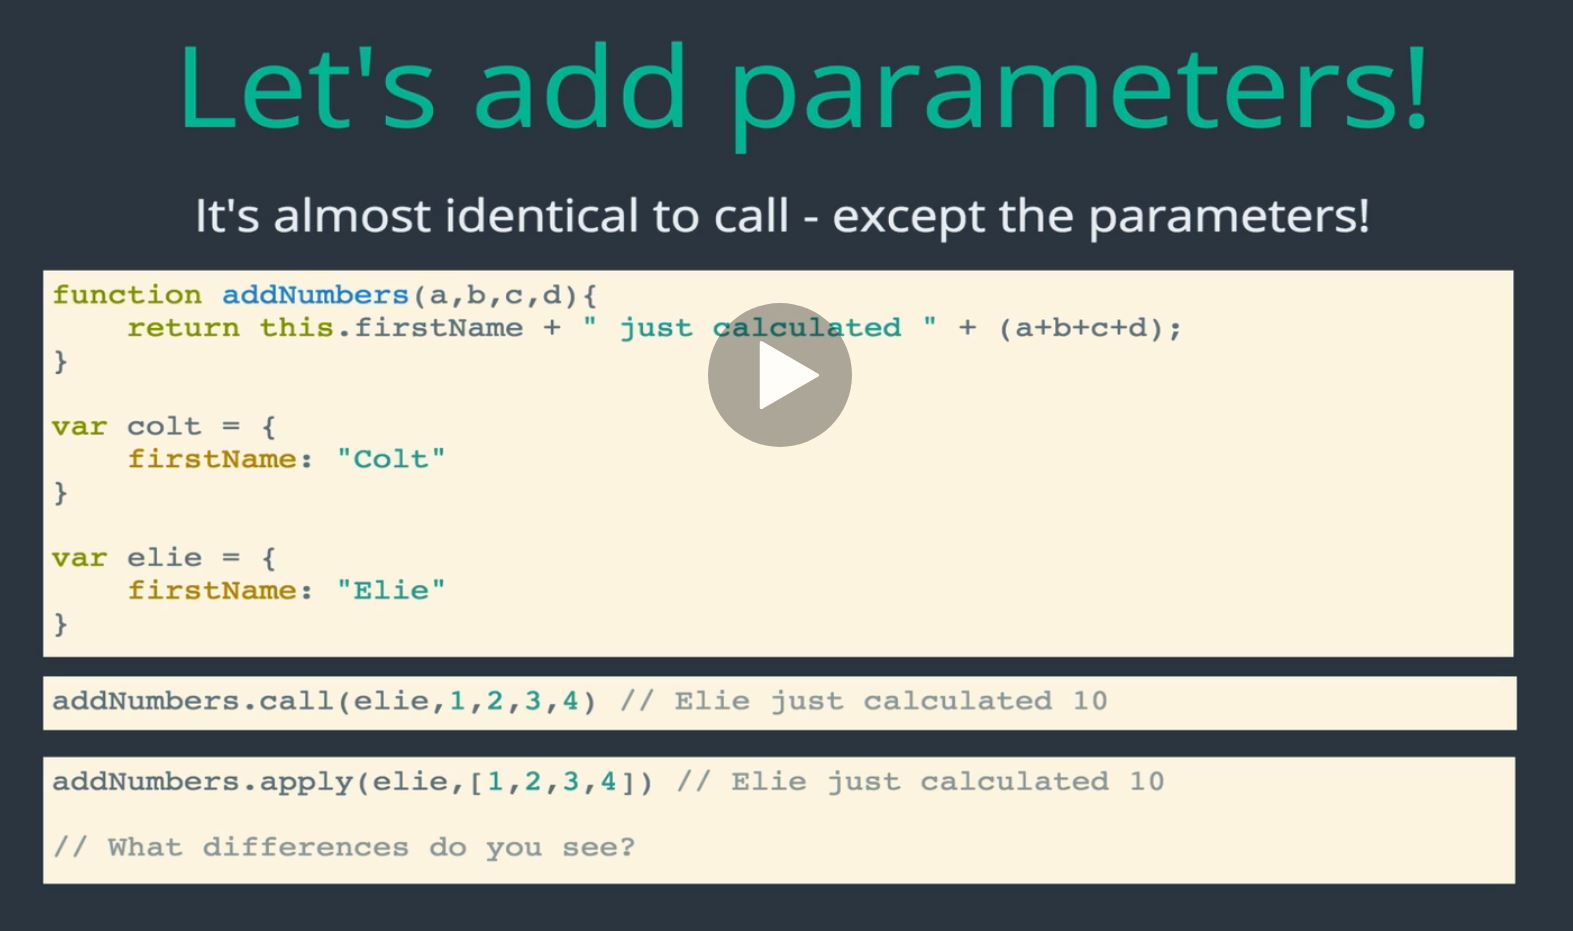 Let's add parameters!
It's almost identical to call - except the parameters!
function addNumbers(a,b,c,d){
    return this.firstName + " just calculated " + (a+b+c+d);
}
var colt = {
    firstName: "Colt"
}
var elie = {
    firstName: "Elie"
}
addNumbers.call(elie,1,2,3,4) // Elie just calculated 10
addNumbers.apply(elie,[1,2,3,4]) // Elie just calculated 10
// What differences do you see?